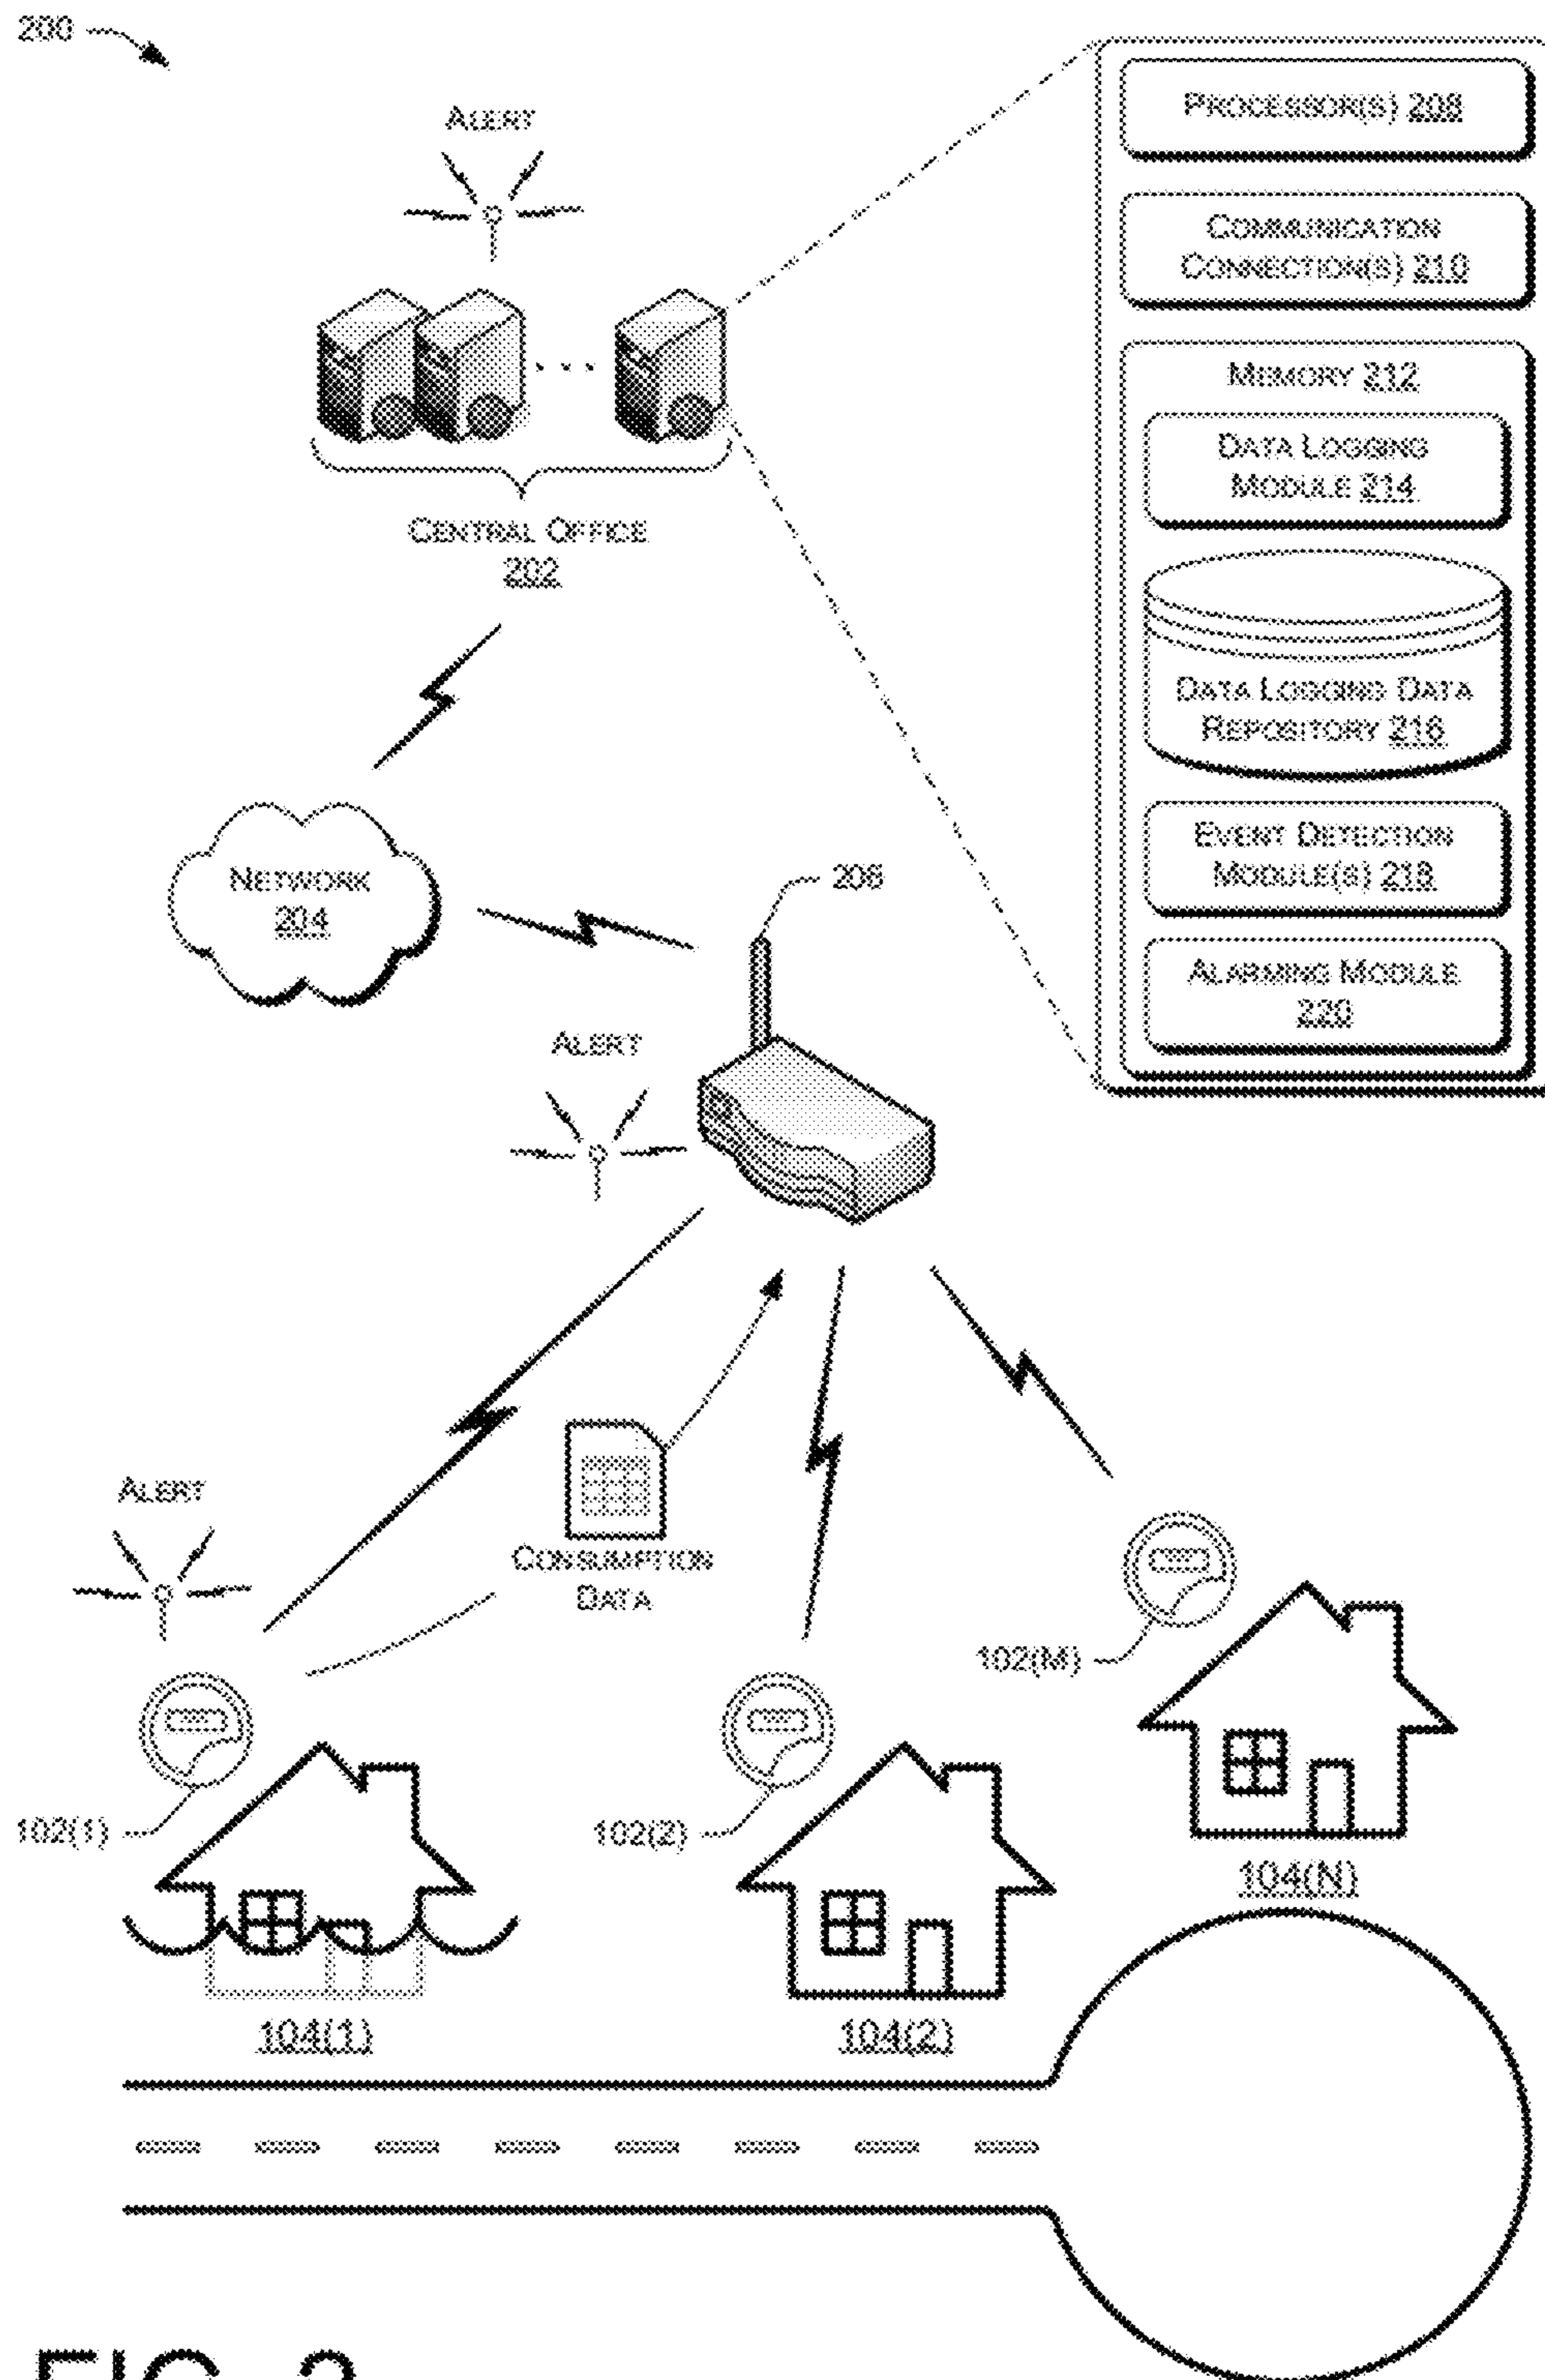 200
ALERT
PROCESSOR(S) 208
COMMUNICATION
CONNECTION(S) 210
MEMORY 212
DATA LOGGING
MODULE 214
DATA LOGGING DATA
REPOSITORY 216
EVENT DETECTION
MODULE(S) 218
ALARMING MODULE
220
CENTRAL OFFICE
202
NETWORK
204
206
ALERT
ALERT
CONSUMPTION
DATA
102(1)
102(2)
102(M)
104(1)
104(2)
104(N)
FIG. 2